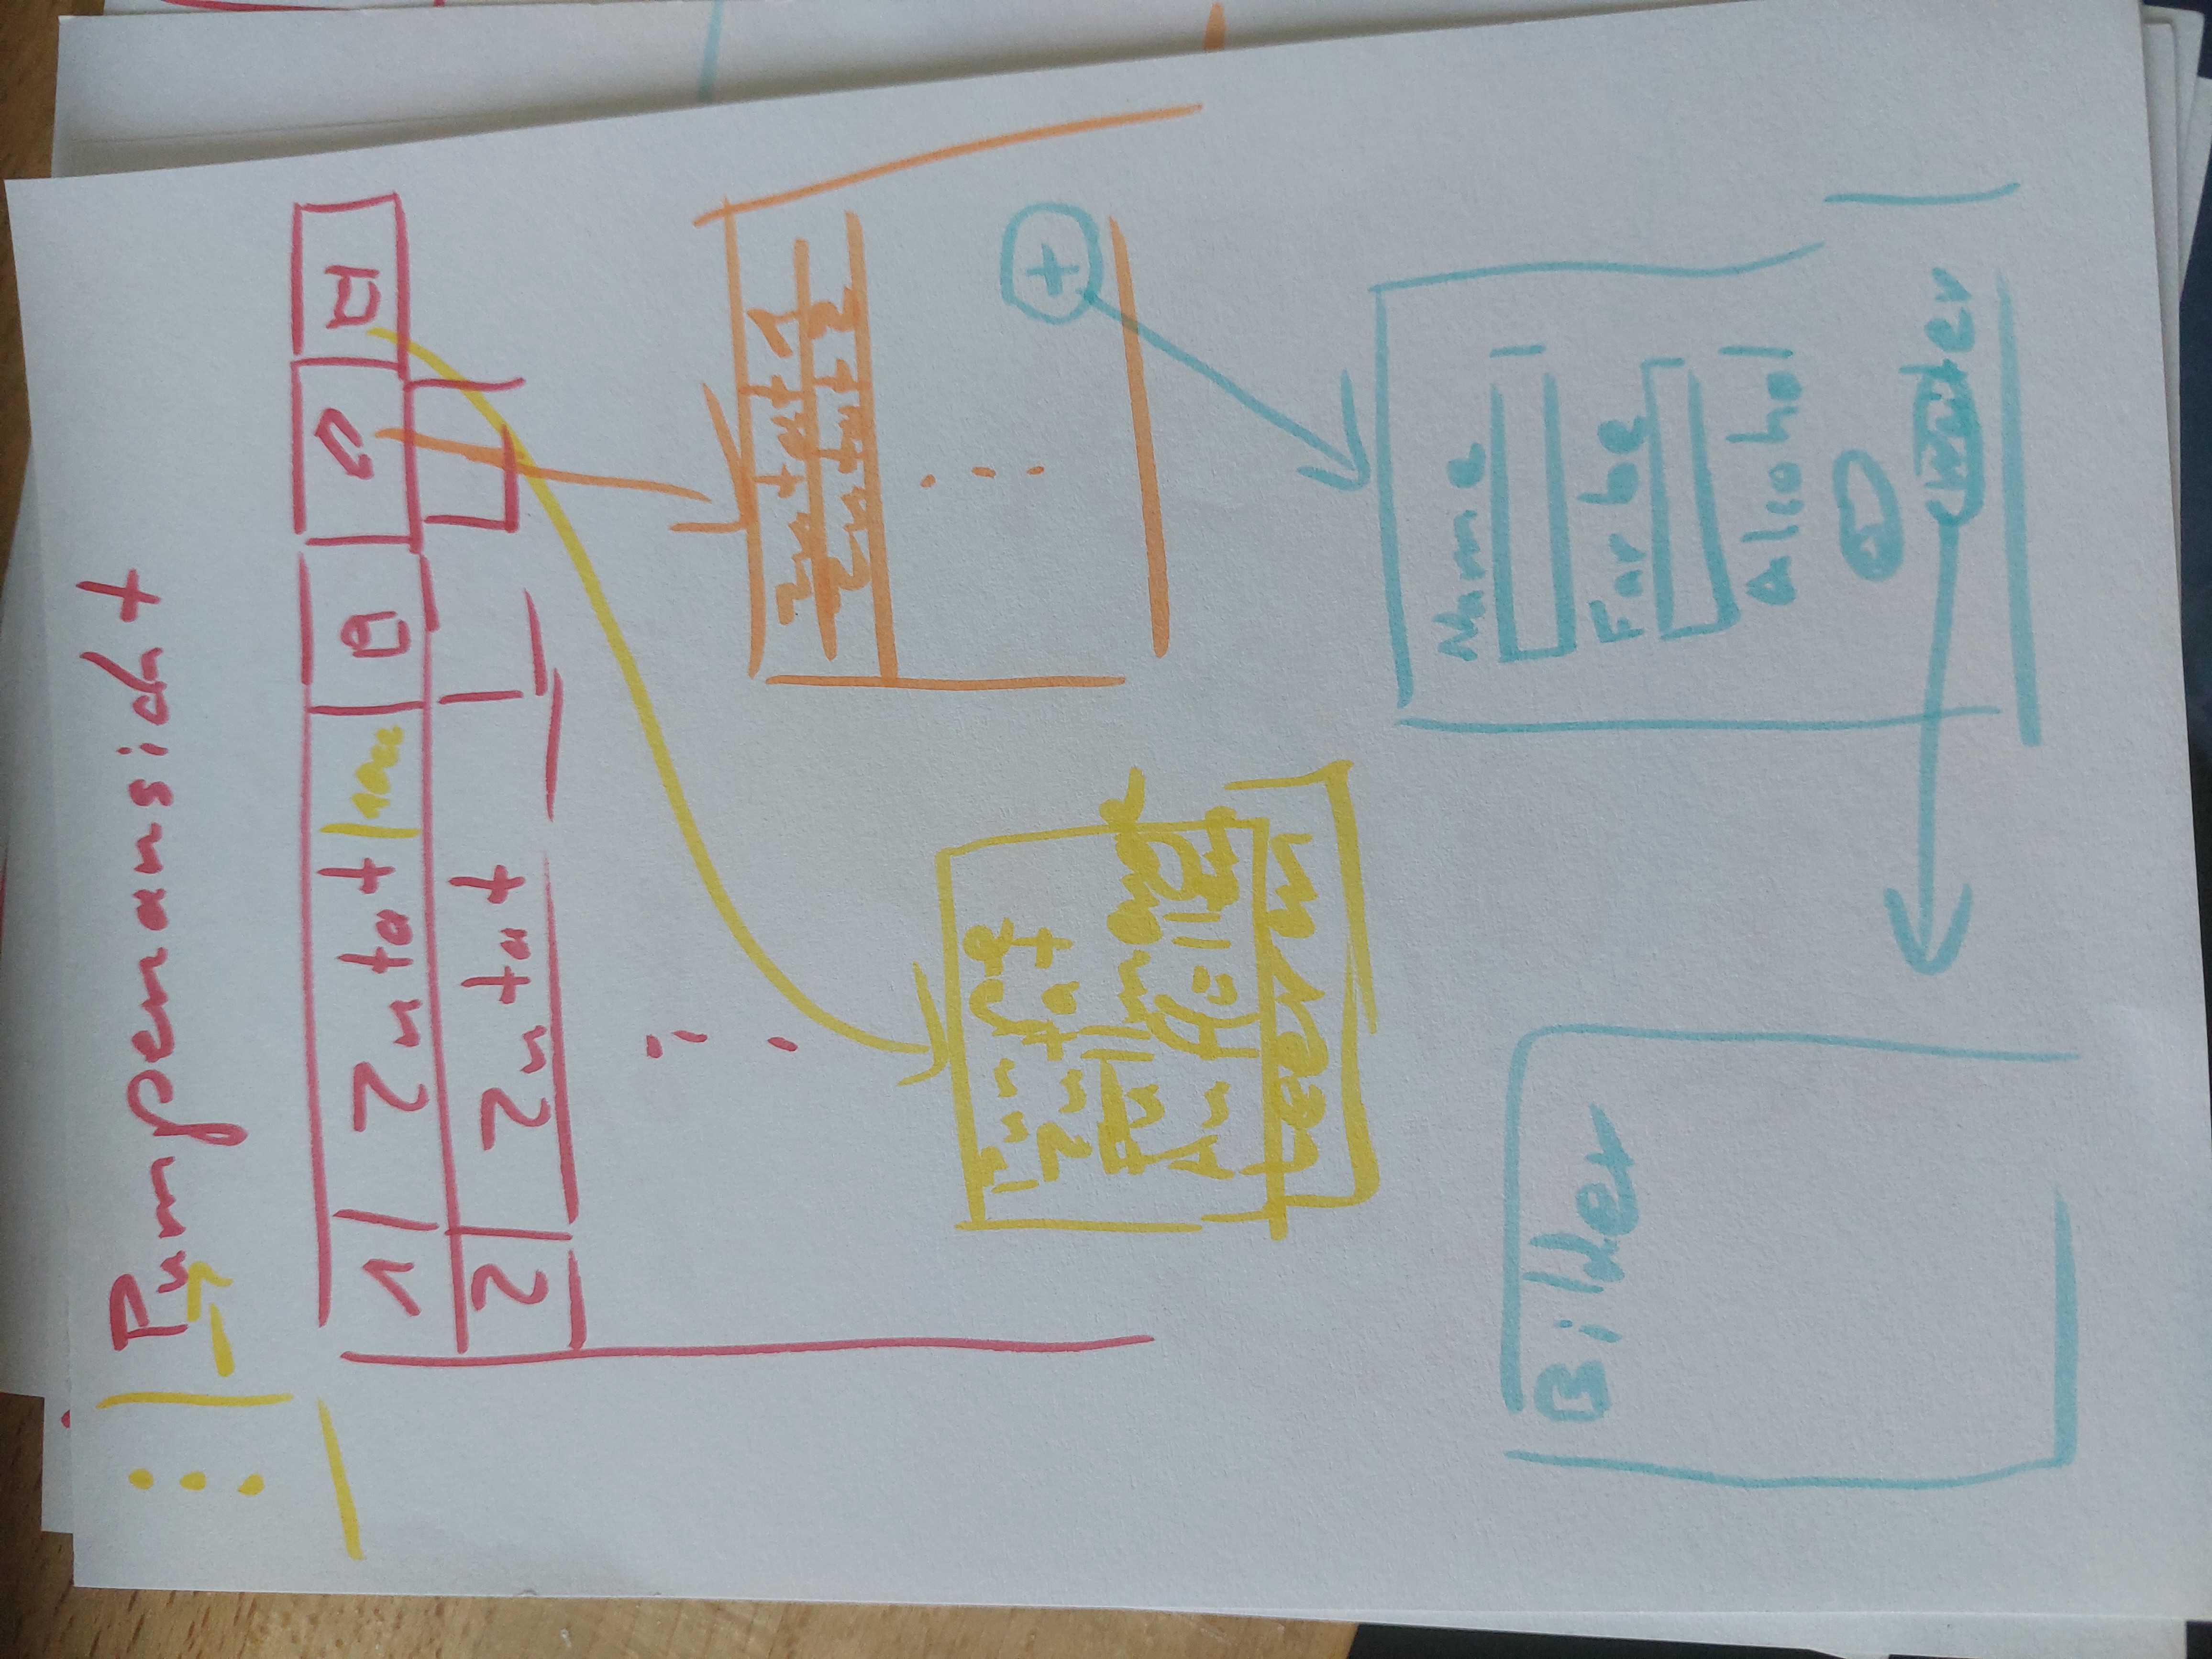 Pumpenansicht
1 Zutat
2 Zutat
Zutat 1
Zutat 2
Pumpe
Zutat
Füllmenge
Auffüllen
Leeren
+
Name
Farbe
Alcohol
Weiter
Bilder